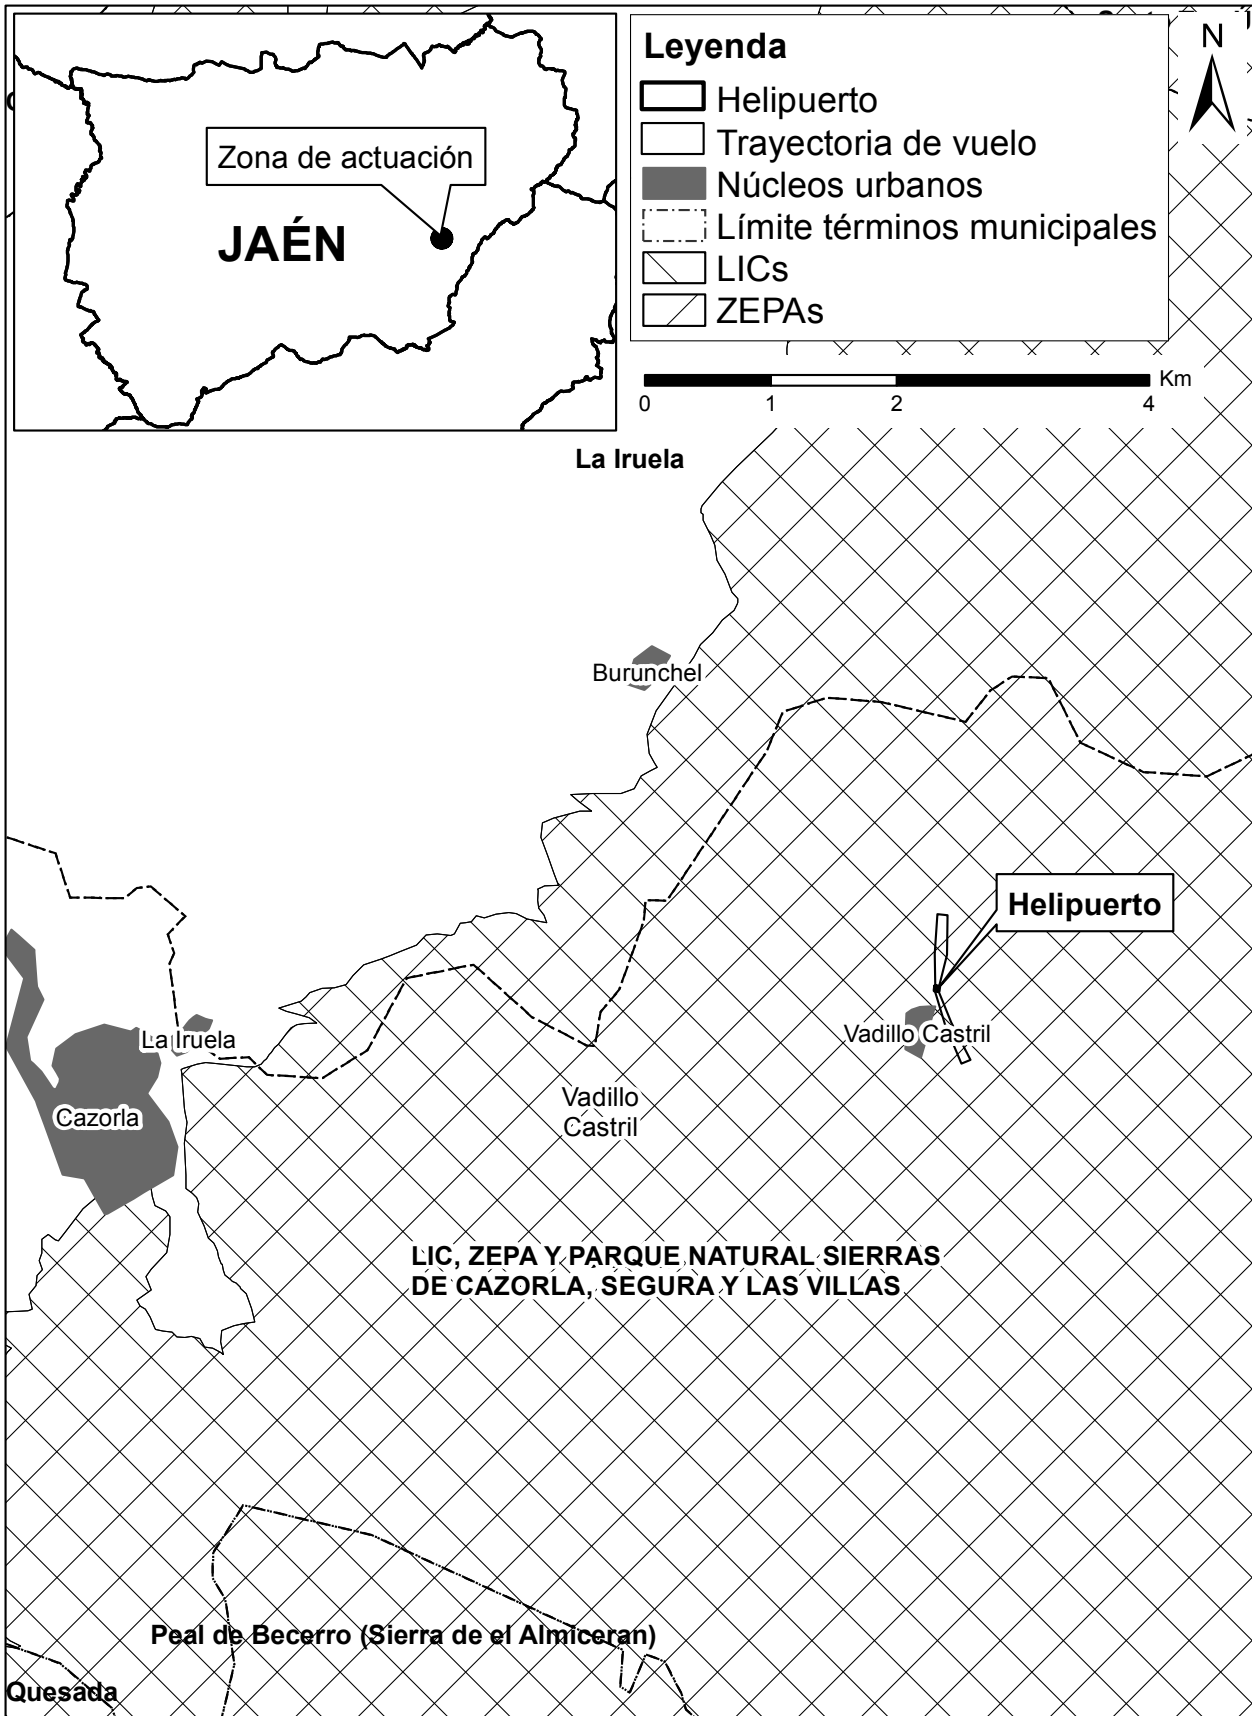 Zona de actuación
JAÉN
Leyenda
Helipuerto
Trayectoria de vuelo
Núcleos urbanos
Límite términos municipales
LICs
ZEPAs
N
Km
0 1 2 4
La Iruela
Burunchel
Helipuerto
La Iruela
Vadillo Castril
Cazorla
Vadillo
Castril
LIC, ZEPA Y PARQUE NATURAL SIERRAS
DE CAZORLA, SEGURA Y LAS VILLAS
Peal de Becerro (Sierra de el Almiceran)
Quesada